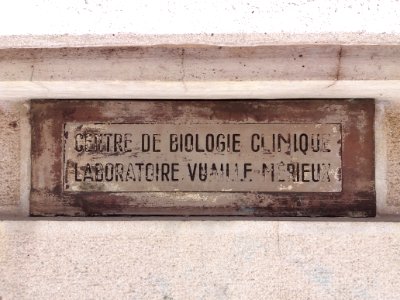 CENTRE DE BIOLOGIE CLINIQUE
LABORATOIRE VUAILLE-MÉRIEUX